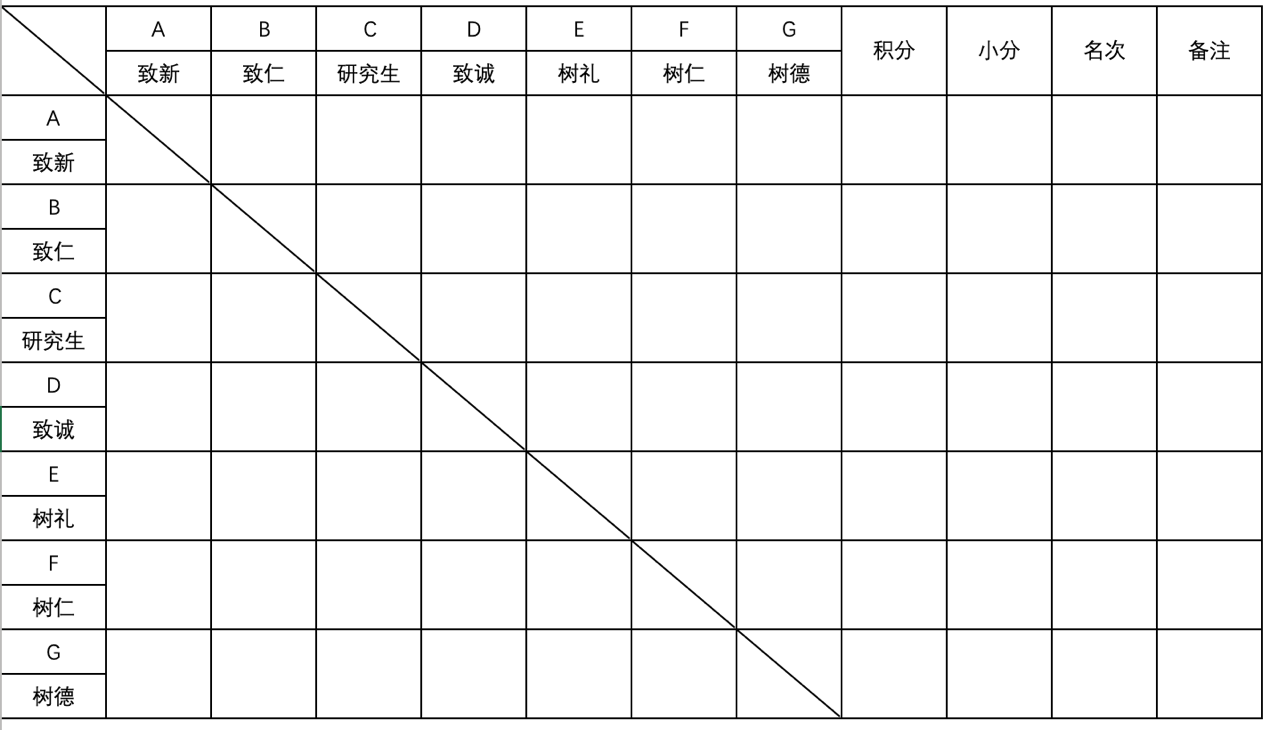 A B C D E F G 积分 小分 名次 备注
致新 致仁 研究生 致诚 树礼 树仁 树德
A
致新
B
致仁
C
研究生
D
致诚
E
树礼
F
树仁
G
树德